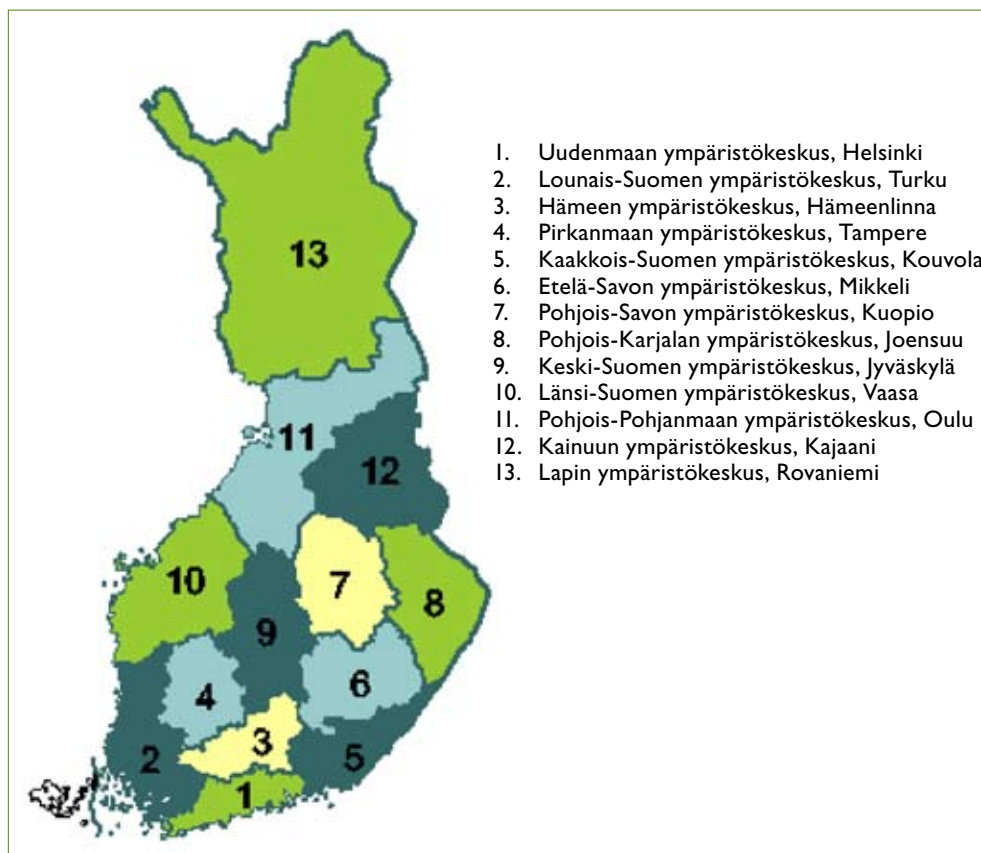 13
11
12
10
7
8
9
4
6
3
2
5
1
1. Uudenmaan ympäristökeskus, Helsinki
2. Lounais-Suomen ympäristökeskus, Turku
3. Hämeen ympäristökeskus, Hämeenlinna
4. Pirkanmaan ympäristökeskus, Tampere
5. Kaakkois-Suomen ympäristökeskus, Kouvola
6. Etelä-Savon ympäristökeskus, Mikkeli
7. Pohjois-Savon ympäristökeskus, Kuopio
8. Pohjois-Karjalan ympäristökeskus, Joensuu
9. Keski-Suomen ympäristökeskus, Jyväskylä
10. Länsi-Suomen ympäristökeskus, Vaasa
11. Pohjois-Pohjanmaan ympäristökeskus, Oulu
12. Kainuun ympäristökeskus, Kajaani
13. Lapin ympäristökeskus, Rovaniemi